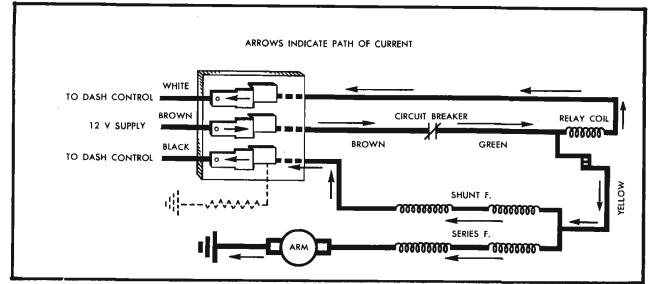 ARROWS INDICATE PATH OF CURRENT
WHITE
TO DASH CONTROL
BROWN
12 V SUPPLY
CIRCUIT BREAKER
RELAY COIL
BLACK
TO DASH CONTROL
BROWN
GREEN
YELLOW
SHUNT F.
SERIES F.
ARM